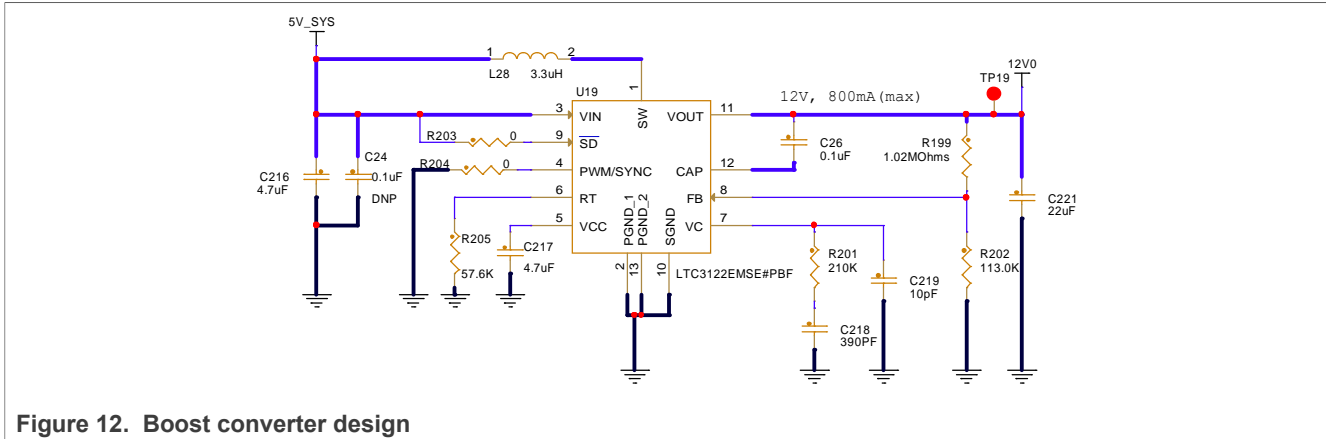 5V_SYS
1
2
L28
3.3uH
12V0
TP19
U19
1
12V, 800mA(max)
3
VIN
SW
VOUT
11
R203
0
9
SD
C26
0.1uF
R199
1.02MOhms
R204
0
4
PWM/SYNC
CAP
12
C216
4.7uF
C24
0.1uF
DNP
6
RT
FB
8
C221
22uF
5
VCC
PGND_1
PGND_2
SGND
VC
7
R205
57.6K
C217
4.7uF
2
13
10
LTC3122EMSE#PBF
R201
210K
C219
10pF
R202
113.0K
C218
390PF
Figure 12. Boost converter design